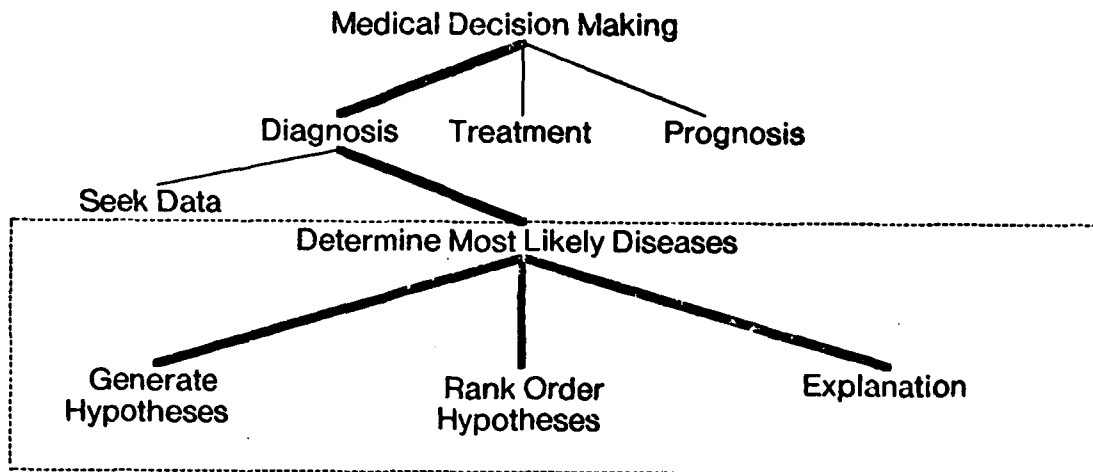 Medical Decision Making
Diagnosis Treatment Prognosis
Seek Data
Determine Most Likely Diseases
Generate
Hypotheses
Rank Order
Hypotheses
Explanation